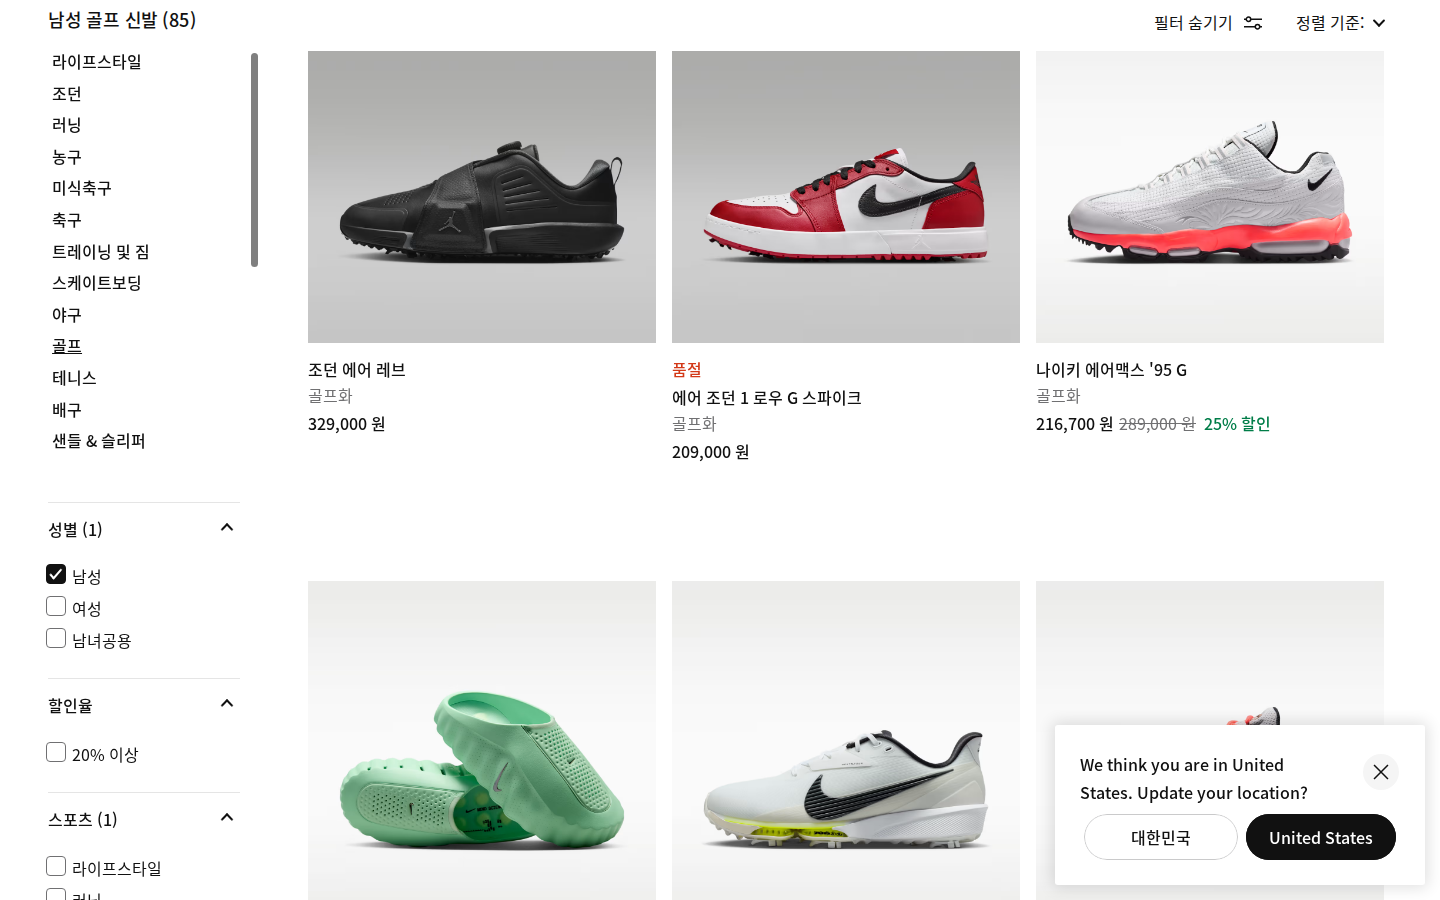 남성 골프 신발 (85)
필터 숨기기
정렬 기준:
라이프스타일
조던
러닝
농구
미식축구
축구
트레이닝 및 짐
스케이트보딩
야구
골프
테니스
배구
샌들 & 슬리퍼
성별 (1)
남성
여성
남녀공용
할인율
20% 이상
스포츠 (1)
라이프스타일
러닝
조던 에어 레브
골프화
329,000 원
품절
에어 조던 1 로우 G 스파이크
골프화
209,000 원
나이키 에어맥스 '95 G
골프화
216,700 원 289,000 원 25% 할인
We think you are in United
States. Update your location?
대한민국
United States